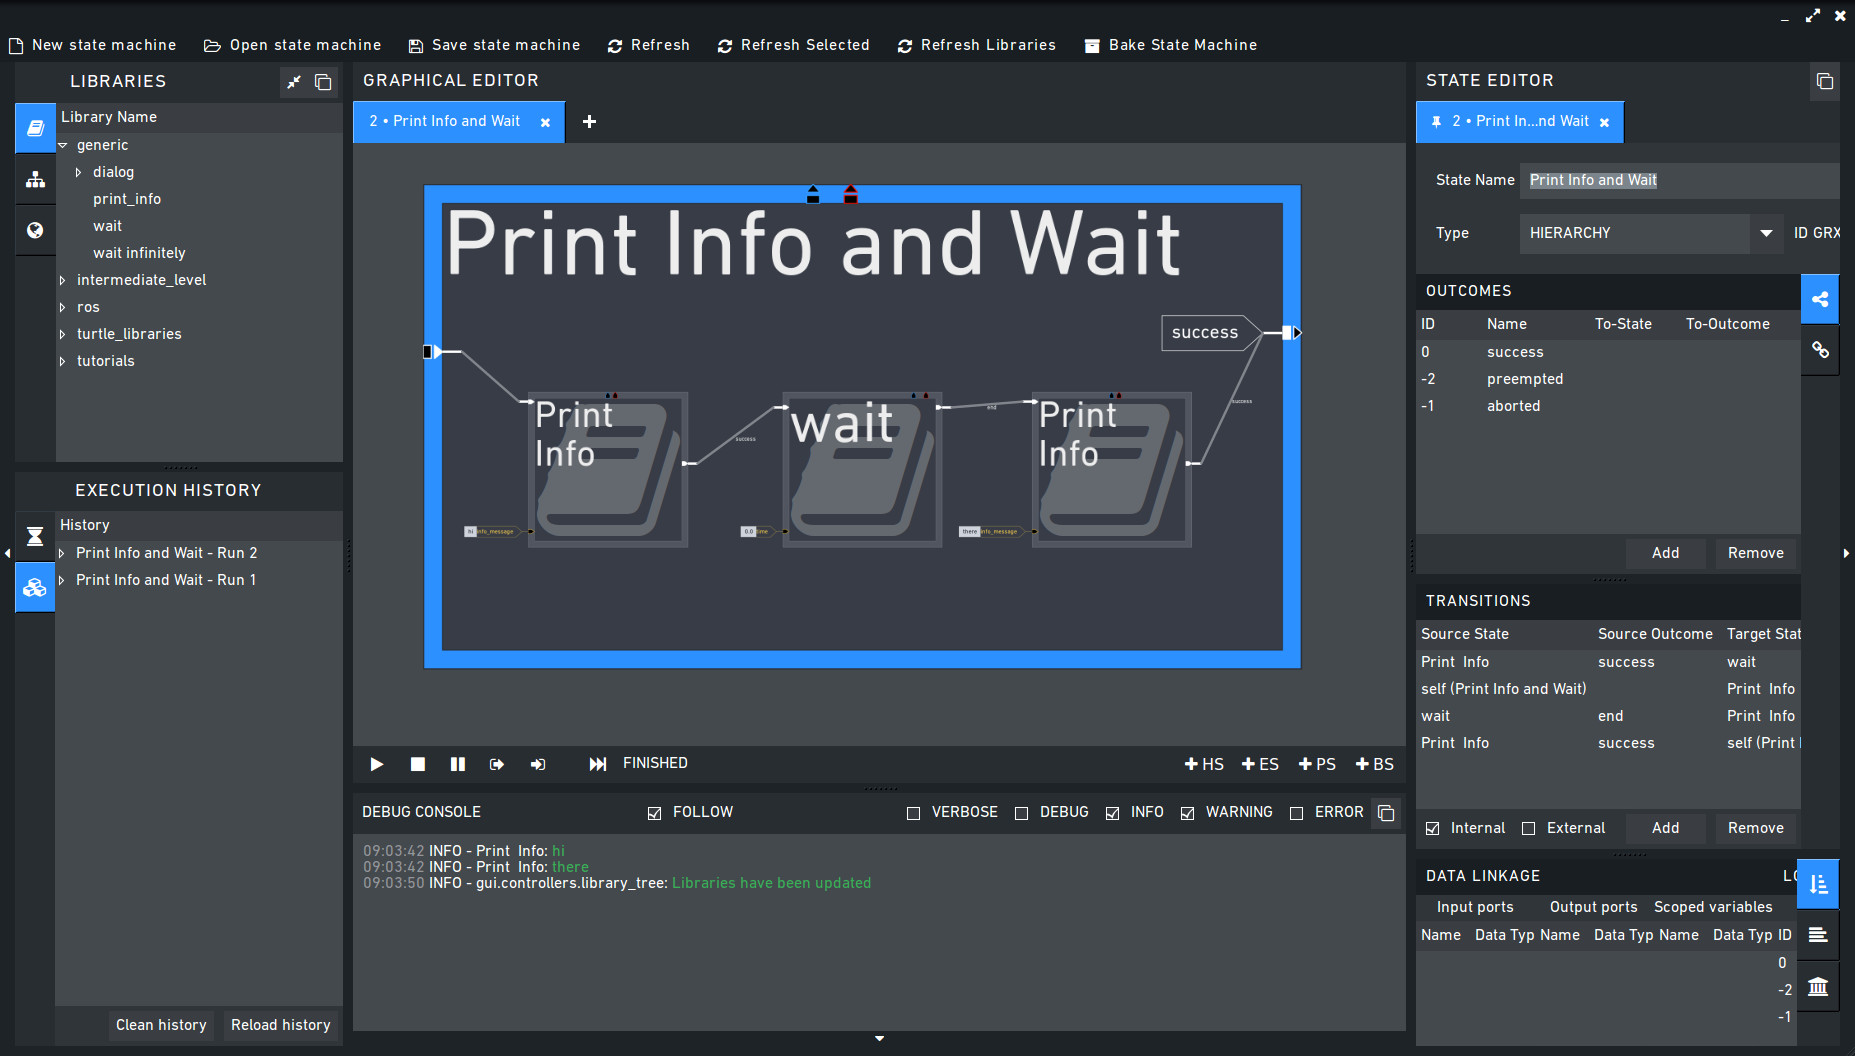 New state machine Open state machine Save state machine Refresh Refresh Selected Refresh Libraries Bake State Machine
LIBRARIES
Library Name
generic
dialog
print_info
wait
wait infinitely
intermediate_level
ros
turtle_libraries
tutorials
EXECUTION HISTORY
History
Print Info and Wait - Run 2
Print Info and Wait - Run 1
Clean history Reload history
GRAPHICAL EDITOR
2 • Print Info and Wait
Print Info and Wait
success
Print
Info
wait
Print
Info
success
end
success
hi info_message
0.0 time
there info_message
FINISHED
HS ES PS BS
DEBUG CONSOLE FOLLOW VERBOSE DEBUG INFO WARNING ERROR
09:03:42 INFO - Print  Info: hi
09:03:42 INFO - Print  Info: there
09:03:50 INFO - gui.controllers.library_tree: Libraries have been updated
STATE EDITOR
2 • Print In...nd Wait
State Name Print Info and Wait
Type HIERARCHY ID GRX
OUTCOMES
ID Name To-State To-Outcome
0 success
-2 preempted
-1 aborted
Add Remove
TRANSITIONS
Source State Source Outcome Target Stat
Print  Info success wait
self (Print Info and Wait) Print  Info
wait end Print  Info
Print  Info success self (Print I
Internal External Add Remove
DATA LINKAGE LO
Input ports Output ports Scoped variables
Name Data Typ Name Data Typ Name Data Typ ID
0
-2
-1